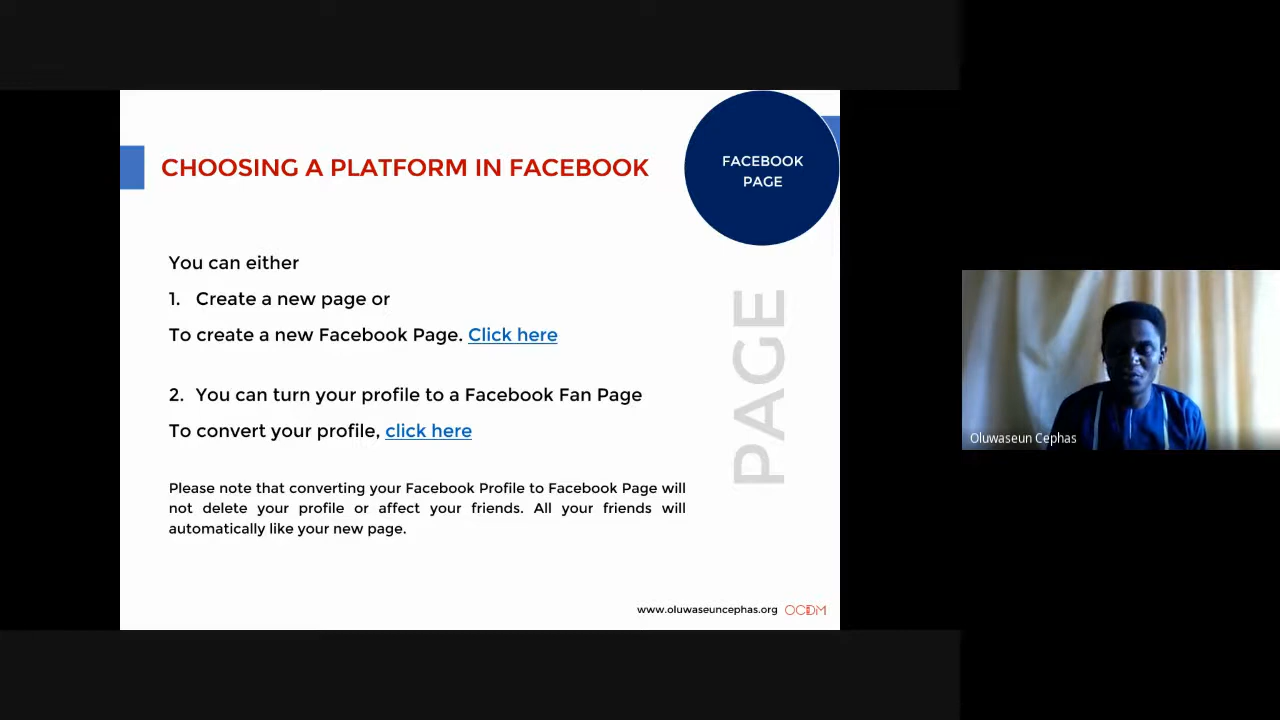 CHOOSING A PLATFORM IN FACEBOOK
FACEBOOK
PAGE
You can either
1. Create a new page or
To create a new Facebook Page. Click here
2. You can turn your profile to a Facebook Fan Page
To convert your profile, click here
Please note that converting your Facebook Profile to Facebook Page will
not delete your profile or affect your friends. All your friends will
automatically like your new page.
PAGE
www.oluwaseuncephas.org OCDM
Oluwaseun Cephas